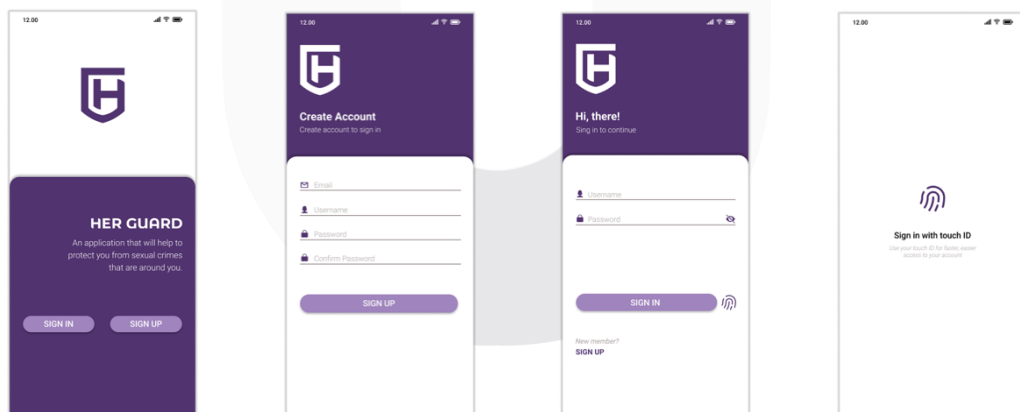 12.00
HER GUARD
An application that will help to
protect you from sexual crimes
that are around you.
SIGN IN
SIGN UP
12.00
Create Account
Create account to sign in
Email
Username
Password
Confirm Password
SIGN UP
12.00
Hi, there!
Sing in to continue
Username
Password
SIGN IN
New member?
SIGN UP
12.00
Sign in with touch ID
Use your touch ID for faster, easier
access to your account